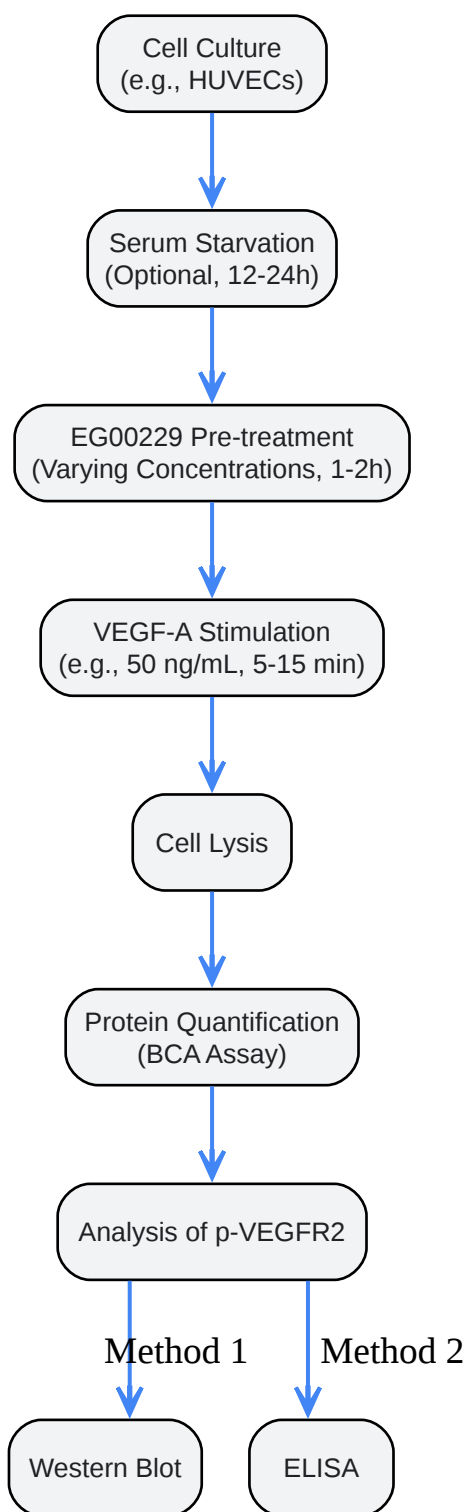 Cell Culture
(e.g., HUVECs)
Serum Starvation
(Optional, 12-24h)
EG00229 Pre-treatment
(Varying Concentrations, 1-2h)
VEGF-A Stimulation
(e.g., 50 ng/mL, 5-15 min)
Cell Lysis
Protein Quantification
(BCA Assay)
Analysis of p-VEGFR2
Method 1
Method 2
Western Blot
ELISA